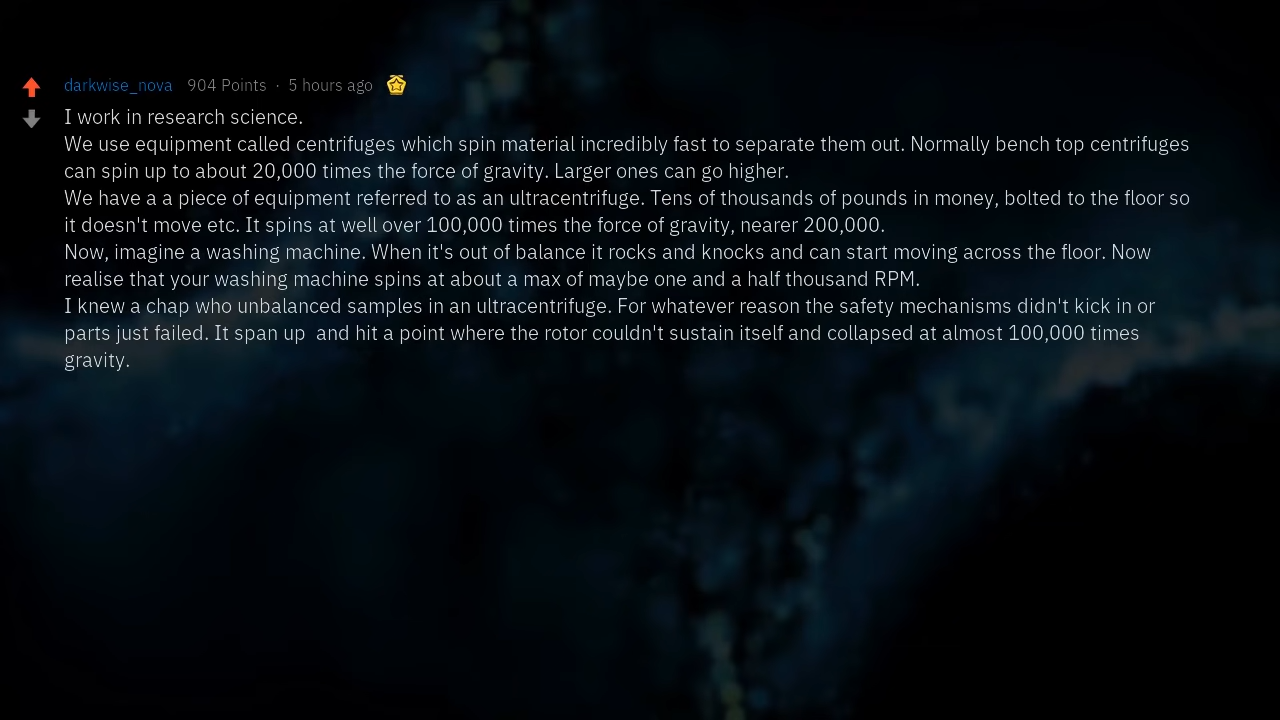 darkwise_nova 904 Points · 5 hours ago
I work in research science.
We use equipment called centrifuges which spin material incredibly fast to separate them out. Normally bench top centrifuges
can spin up to about 20,000 times the force of gravity. Larger ones can go higher.
We have a a piece of equipment referred to as an ultracentrifuge. Tens of thousands of pounds in money, bolted to the floor so
it doesn't move etc. It spins at well over 100,000 times the force of gravity, nearer 200,000.
Now, imagine a washing machine. When it's out of balance it rocks and knocks and can start moving across the floor. Now
realise that your washing machine spins at about a max of maybe one and a half thousand RPM.
I knew a chap who unbalanced samples in an ultracentrifuge. For whatever reason the safety mechanisms didn't kick in or
parts just failed. It span up  and hit a point where the rotor couldn't sustain itself and collapsed at almost 100,000 times
gravity.